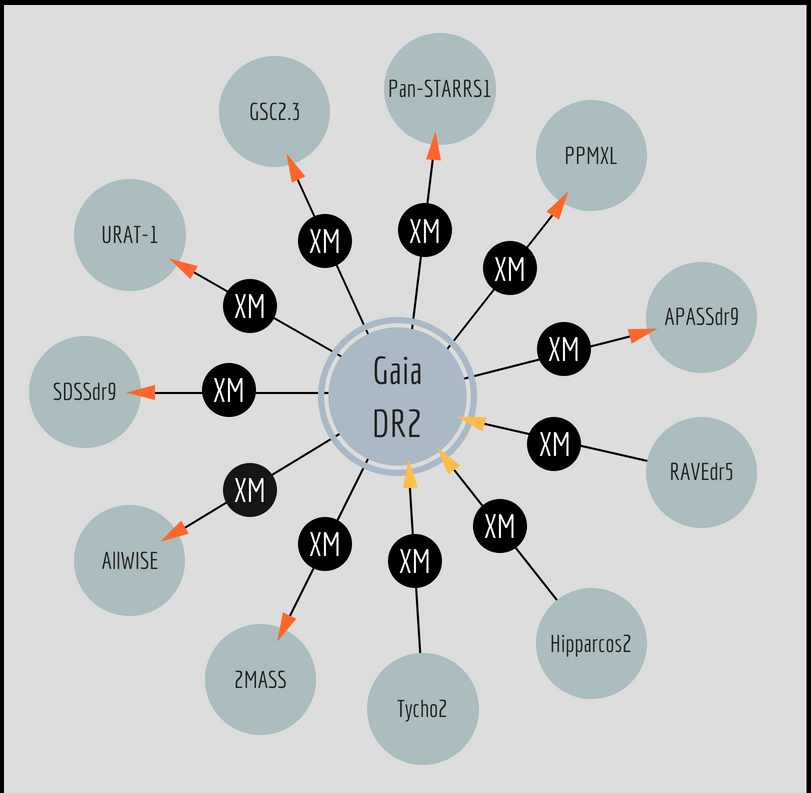 Pan-STARRS1
GSC2.3
PPMXL
URAT-1
XM
XM
XM
XM
APASSdr9
XM
Gaia
DR2
SDSSdr9
XM
XM
RAVEdr5
XM
XM
XM
XM
AllWISE
Hipparcos2
2MASS
Tycho2